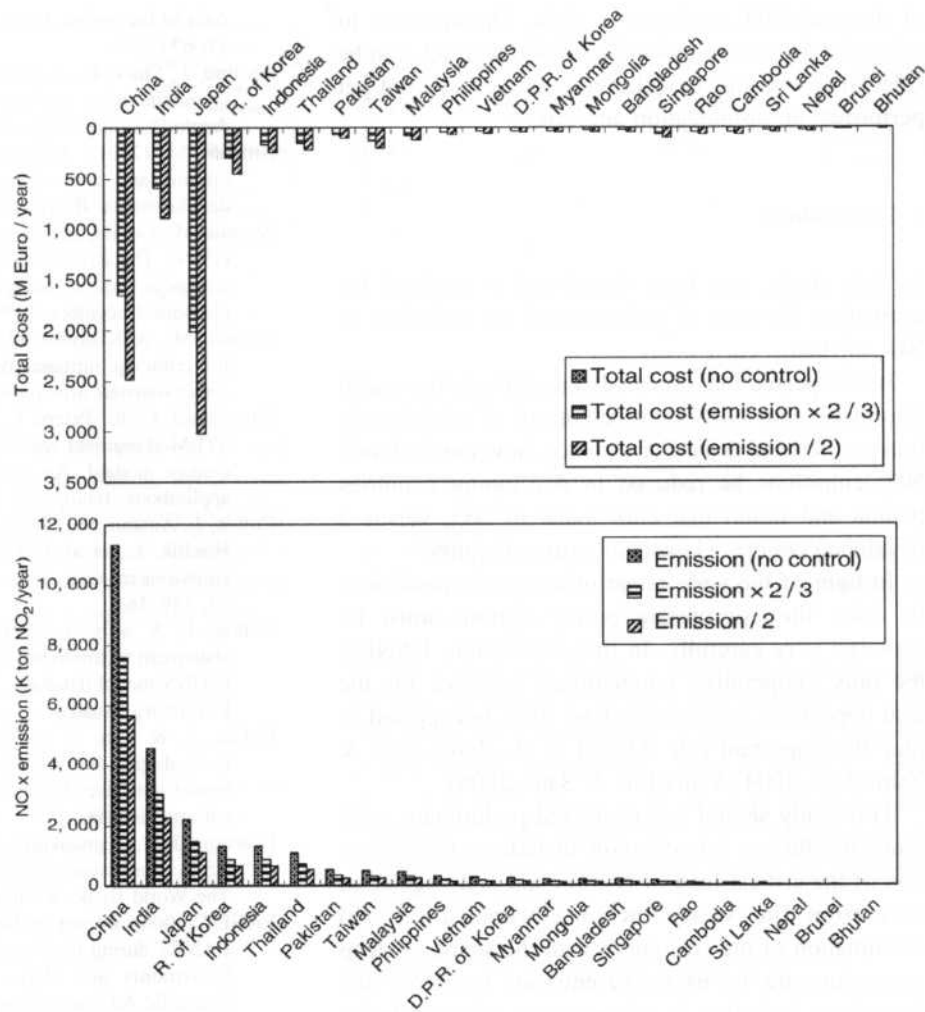 China
India
Japan
R. of Korea
Indonesia
Thailand
Pakistan
Taiwan
Malaysia
Philippines
Vietnam
D.P.R. of Korea
Myanmar
Mongolia
Bangladesh
Singapore
Rao
Cambodia
Sri Lanka
Nepal
Brunei
Bhutan
Total Cost (M Euro / year)
0
500
1,000
1,500
2,000
2,500
3,000
3,500
Total cost (no control)
Total cost (emission × 2 / 3)
Total cost (emission / 2)
NO x emission (K ton NO2/year)
12,000
10,000
8,000
6,000
4,000
2,000
0
Emission (no control)
Emission × 2 / 3
Emission / 2
China
India
Japan
R. of Korea
Indonesia
Thailand
Pakistan
Taiwan
Malaysia
Philippines
Vietnam
D.P.R. of Korea
Myanmar
Mongolia
Bangladesh
Singapore
Rao
Cambodia
Sri Lanka
Nepal
Brunei
Bhutan